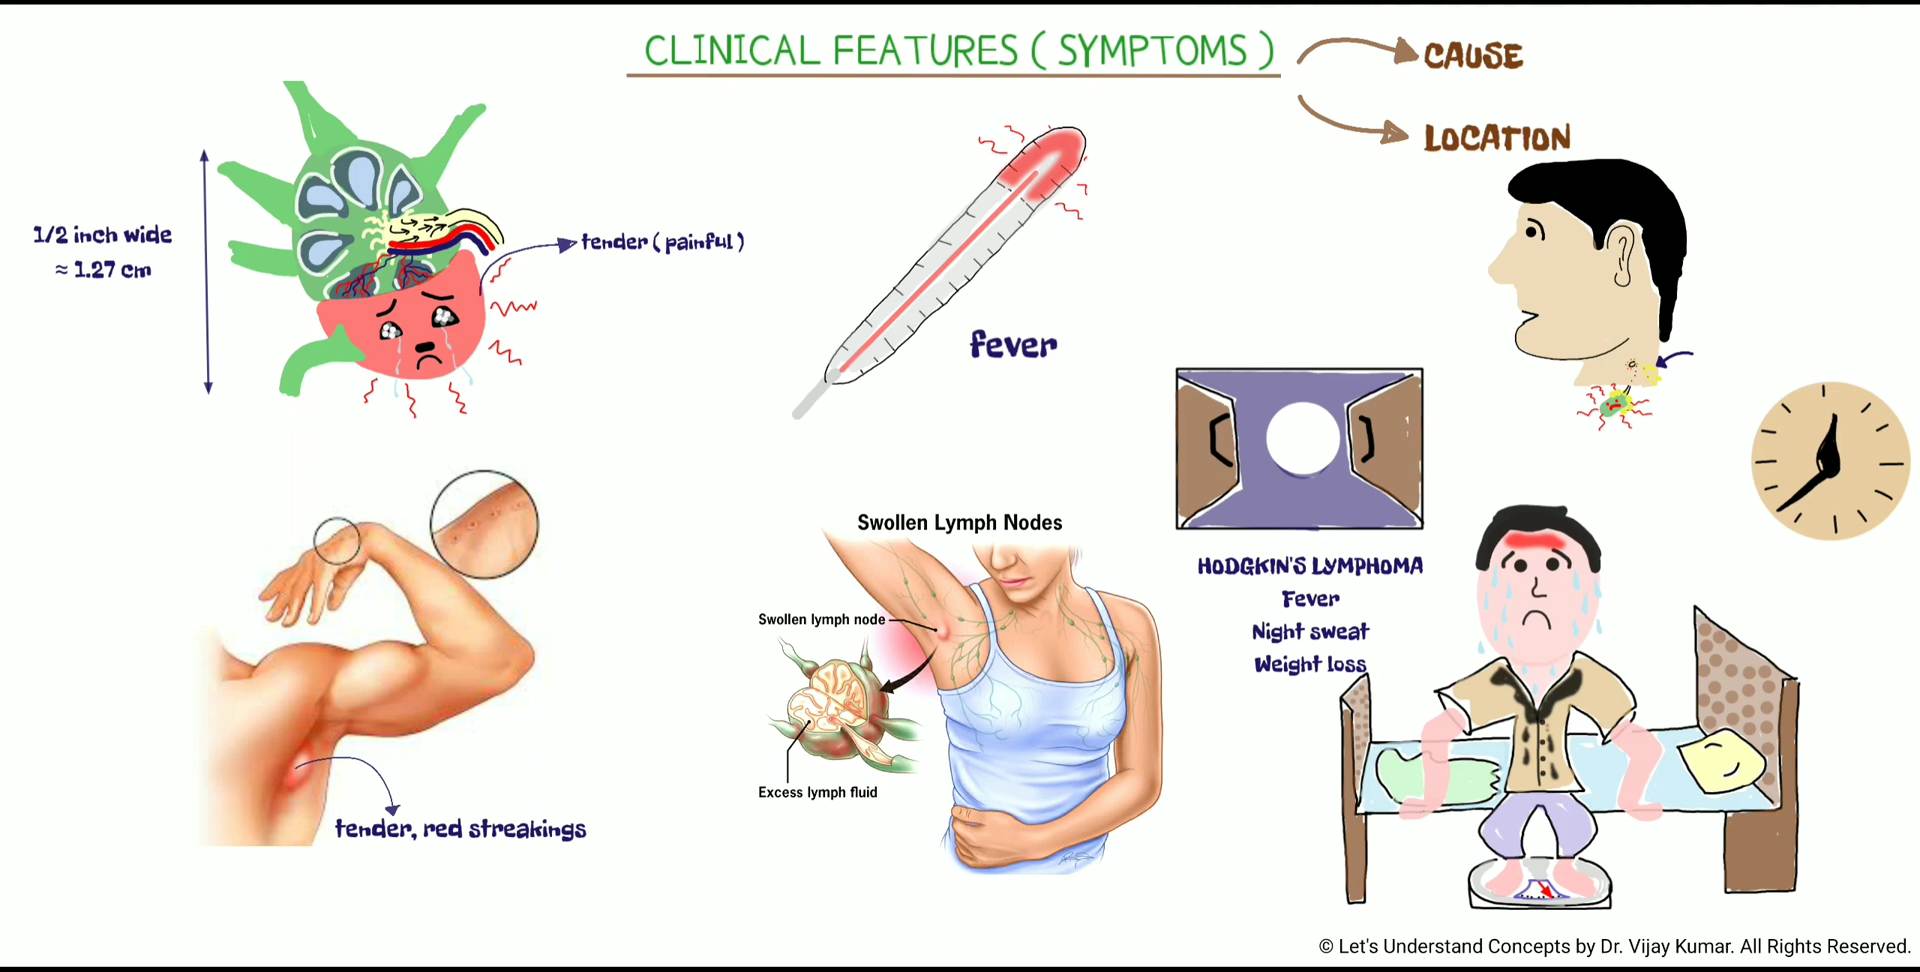 CLINICAL FEATURES ( SYMPTOMS )
CAUSE
LOCATION
1/2 inch wide
≈ 1.27 cm
tender ( painful )
fever
tender, red streakings
Swollen Lymph Nodes
Swollen lymph node
Excess lymph fluid
HODGKIN'S LYMPHOMA
Fever
Night sweat
Weight loss
© Let's Understand Concepts by Dr. Vijay Kumar. All Rights Reserved.